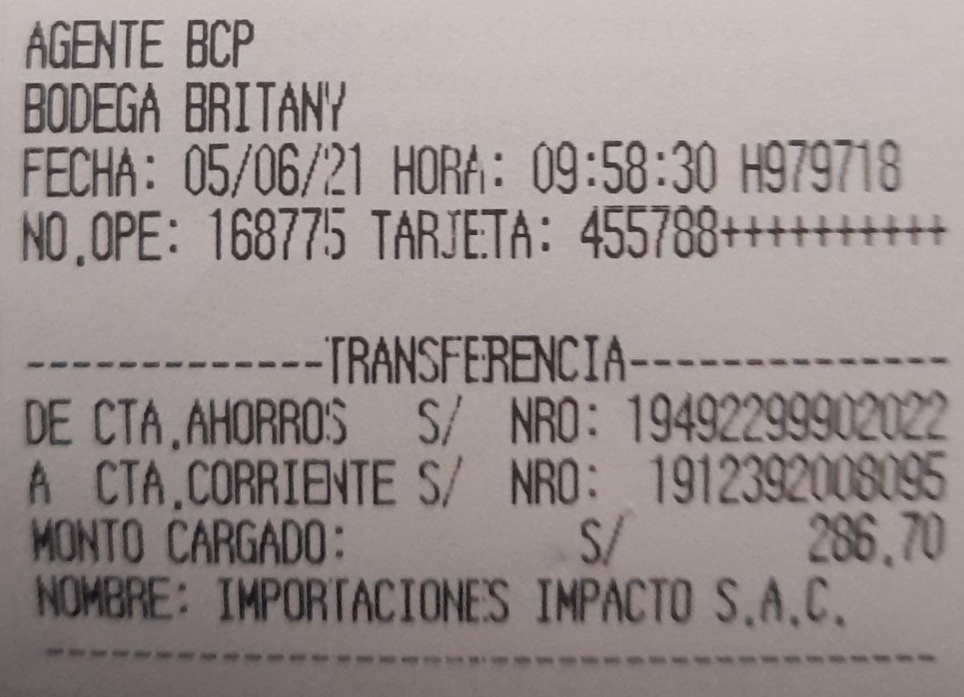 AGENTE BCP
BODEGA BRITANY
FECHA: 05/06/21 HORA: 09:58:30 H979718
NO.OPE: 168775 TARJETA: 455788++++++++++
-------------TRANSFERENCIA--------------
DE CTA.AHORROS S/ NRO: 19492299902022
A CTA.CORRIENTE S/ NRO: 1912392008095
MONTO CARGADO: S/ 286.70
NOMBRE: IMPORTACIONES IMPACTO S.A.C.
----------------------------------------